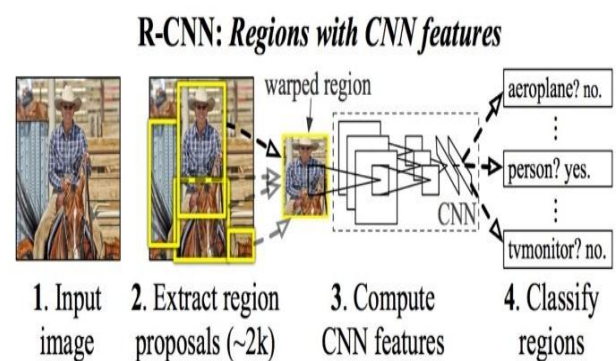 R-CNN: Regions with CNN features
warped region
aeroplane? no.
person? yes.
tvmonitor? no.
CNN
1. Input
image
2. Extract region
proposals (~2k)
3. Compute
CNN features
4. Classify
regions